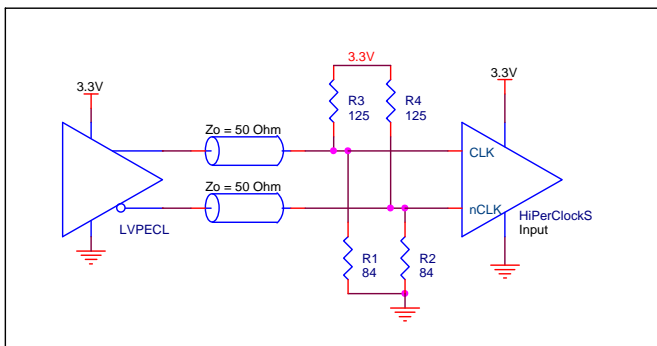 3.3V
3.3V
3.3V
R3
125
R4
125
Zo = 50 Ohm
CLK
Zo = 50 Ohm
nCLK
HiPerClockS
Input
LVPECL
R1
84
R2
84